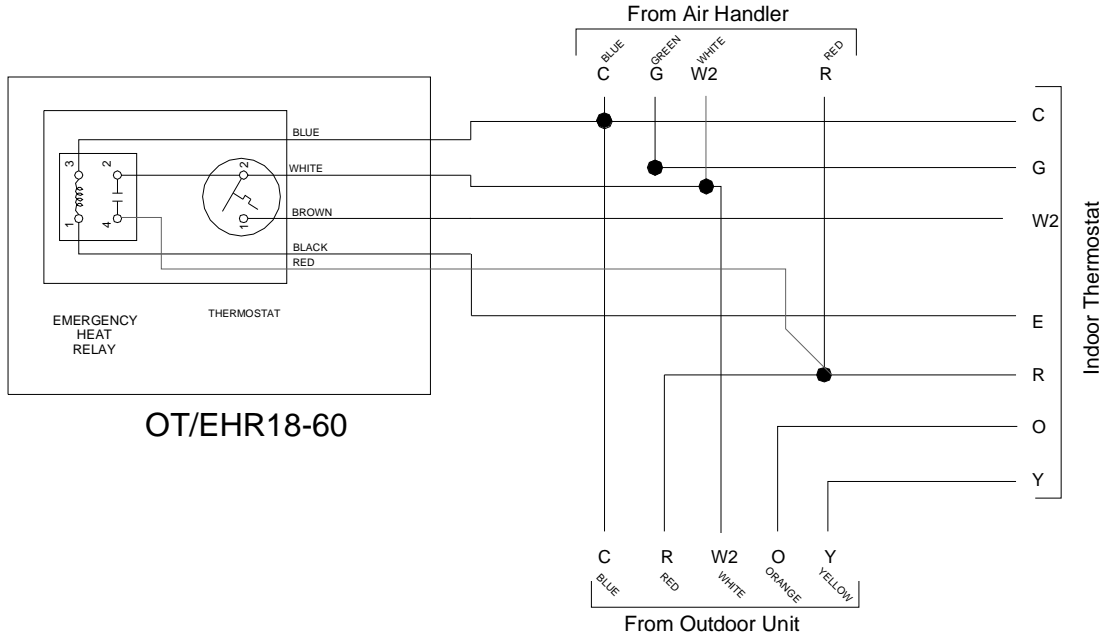 From Air Handler
BLUE
GREEN
WHITE
RED
C G W2 R
C
G
W2
E
R
O
Y
Indoor Thermostat
BLUE
WHITE
BROWN
BLACK
RED
3 2
1 4
2
1
EMERGENCY
HEAT
RELAY
THERMOSTAT
OT/EHR18-60
C R W2 O Y
BLUE
RED
WHITE
ORANGE
YELLOW
From Outdoor Unit